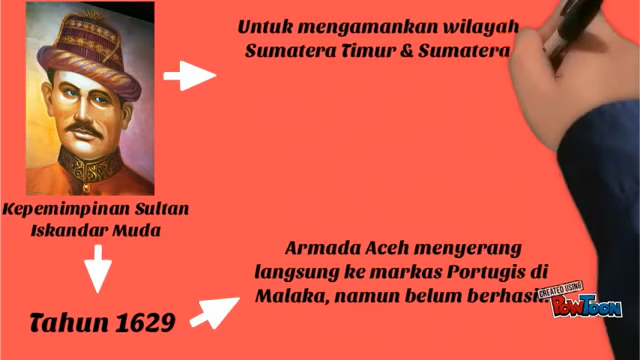 Untuk mengamankan wilayah
Sumatera Timur & Sumatera
Kepemimpinan Sultan
Iskandar Muda
Tahun 1629
Armada Aceh menyerang
langsung ke markas Portugis di
Malaka, namun belum
CREATED USING
POWTOON